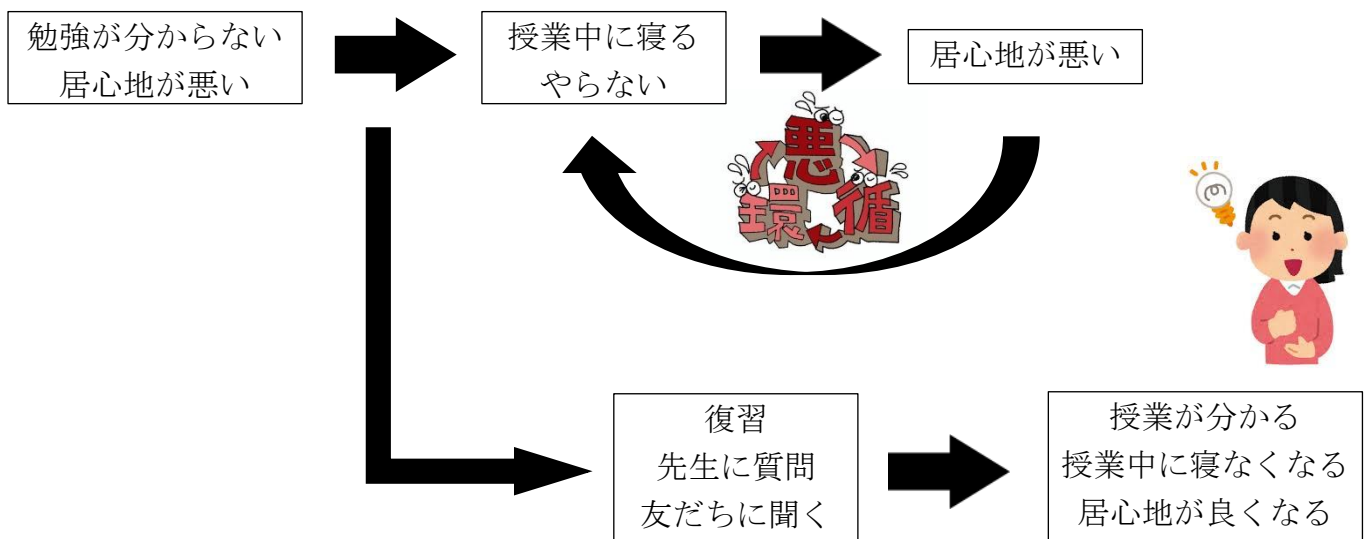 勉強が分からない
居心地が悪い
授業中に寝る
やらない
居心地が悪い
悪
循
環
復習
先生に質問
友だちに聞く
授業が分かる
授業中に寝なくなる
居心地が良くなる